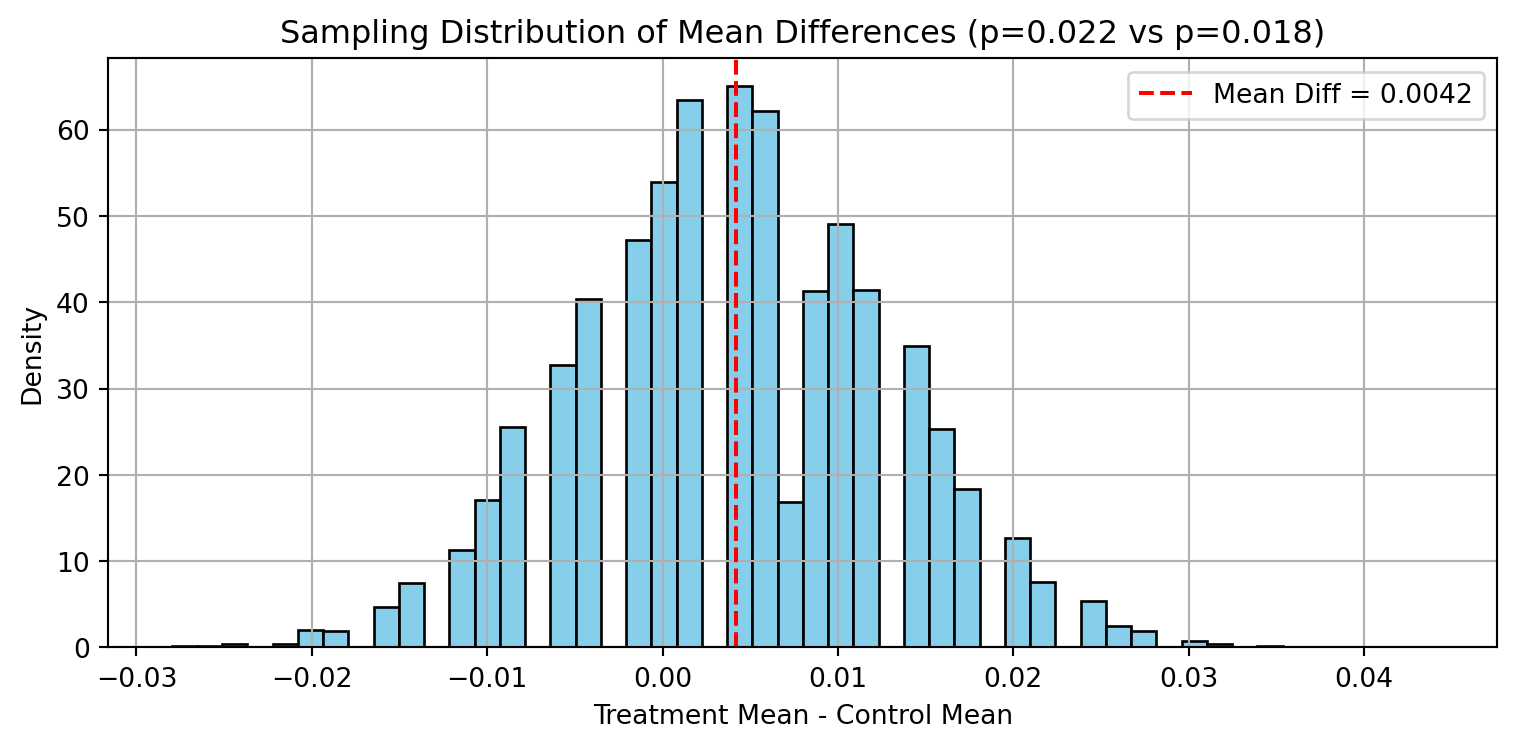 Sampling Distribution of Mean Differences (p=0.022 vs p=0.018)
Mean Diff = 0.0042
Density
60
50
40
30
20
10
0
−0.03 −0.02 −0.01 0.00 0.01 0.02 0.03 0.04
Treatment Mean - Control Mean